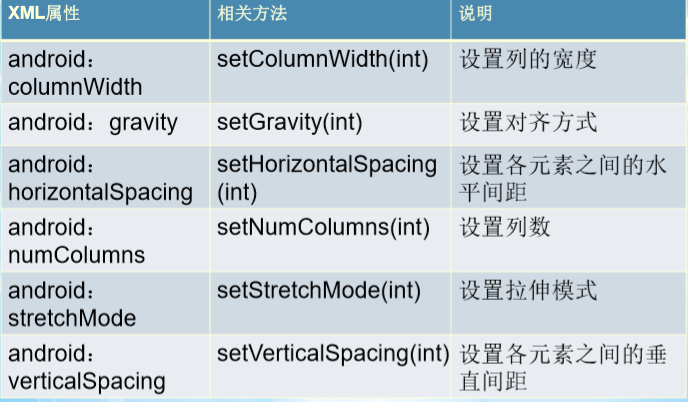 XML属性 相关方法 说明
android： setColumnWidth(int) 设置列的宽度
columnWidth
android：gravity setGravity(int) 设置对齐方式
android： setHorizontalSpacing 设置各元素之间的水
horizontalSpacing (int) 平间距
android： setNumColumns(int) 设置列数
numColumns
android： setStretchMode(int) 设置拉伸模式
stretchMode
android： setVerticalSpacing(int) 设置各元素之间的垂
verticalSpacing 直间距